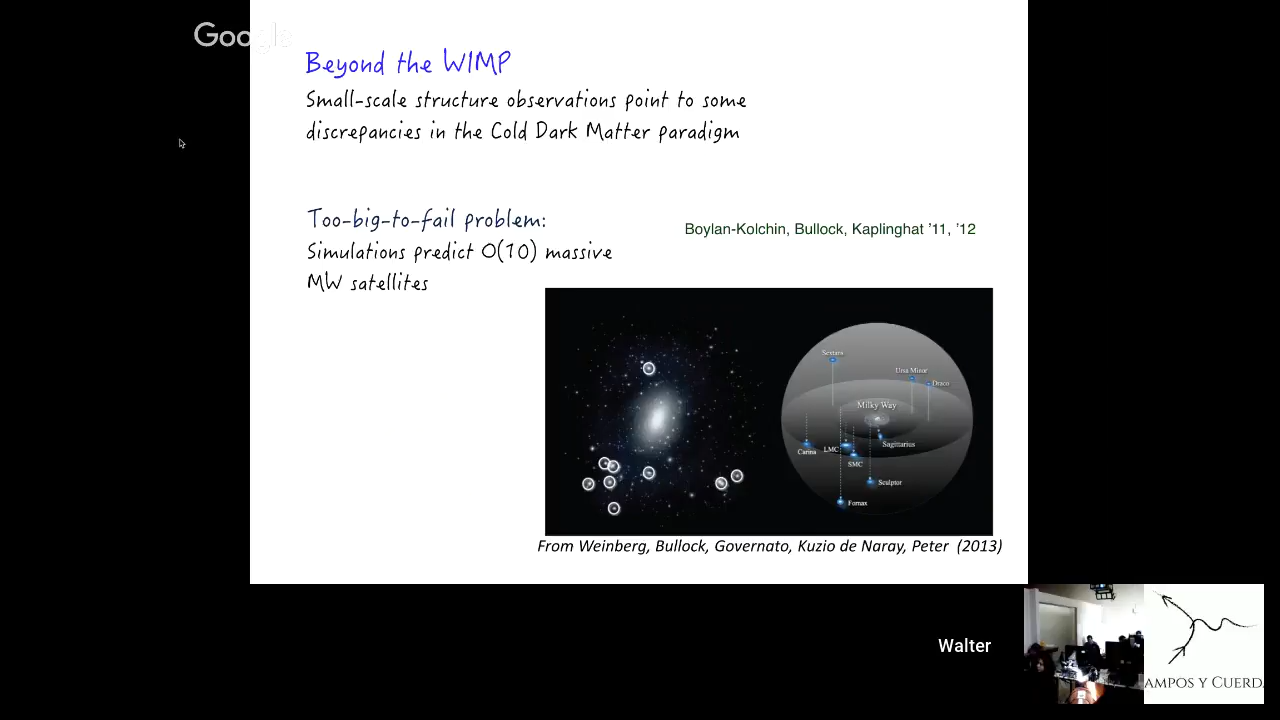 Google
Beyond the WIMP
Small-scale structure observations point to some
discrepancies in the Cold Dark Matter paradigm
Too-big-to-fail problem:
Boylan-Kolchin, Bullock, Kaplinghat '11, '12
Simulations predict O(10) massive
MW satellites
Sextans
Ursa Minor
Draco
Milky Way
Sagittarius
Carina
LMC
SMC
Sculptor
Fornax
From Weinberg, Bullock, Governato, Kuzio de Naray, Peter (2013)
Walter
AMPOS Y CUERD